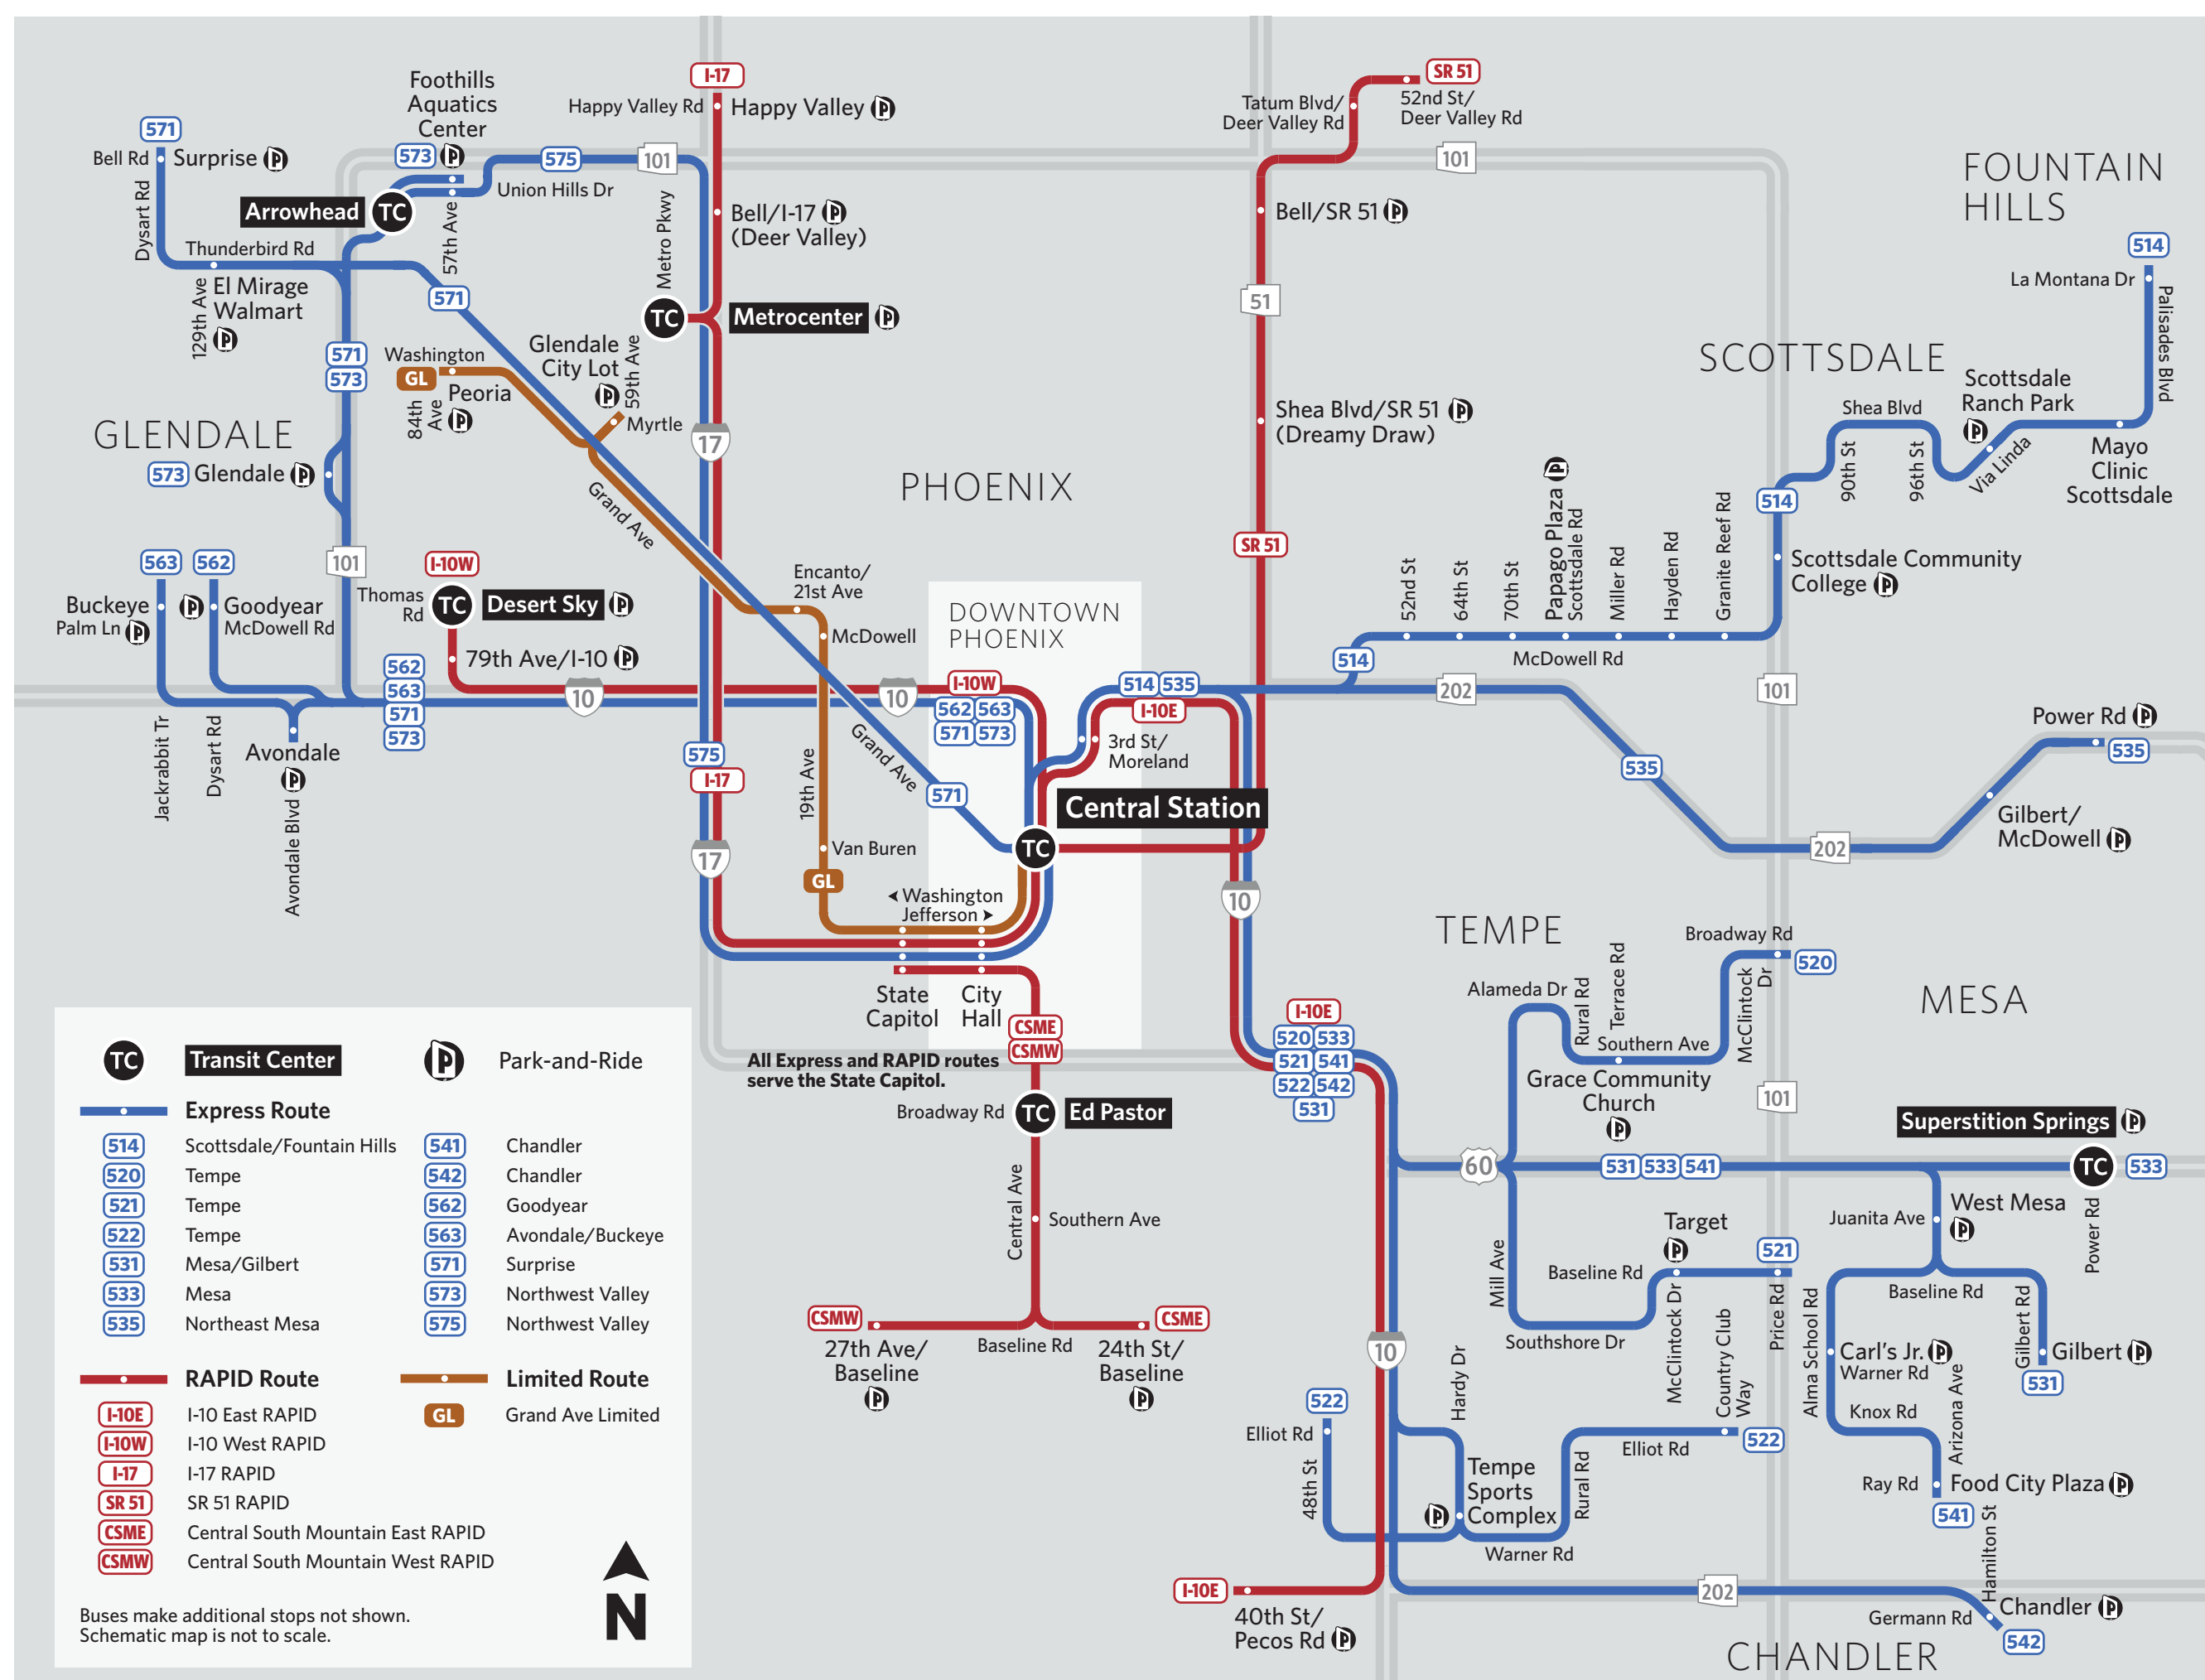 I-17
SR 51
Foothills
Aquatics
Center
Happy Valley Rd
Happy Valley
Tatum Blvd/
Deer Valley Rd
52nd St/
Deer Valley Rd
571
Bell Rd
Surprise
573
575
101
101
FOUNTAIN
HILLS
Dysart Rd
Arrowhead
TC
Union Hills Dr
57th Ave
Metro Pkwy
Bell/I-17
(Deer Valley)
Bell/SR 51
514
La Montana Dr
Palisades Blvd
Thunderbird Rd
129th Ave
El Mirage
Walmart
571
TC
Metrocenter
51
571
573
Washington
GL
Peoria
84th
Ave
Glendale
City Lot
59th Ave
Myrtle
SCOTTSDALE
Scottsdale
Ranch Park
Shea Blvd
90th St
96th St
Via Linda
Mayo
Clinic
Scottsdale
GLENDALE
573
Glendale
17
Shea Blvd/SR 51
(Dreamy Draw)
PHOENIX
Grand Ave
514
Papago Plaza
52nd St
64th St
70th St
Scottsdale Rd
Miller Rd
Hayden Rd
Granite Reef Rd
SR 51
Scottsdale Community
College
563
562
101
I-10W
Buckeye
Palm Ln
Goodyear
McDowell Rd
Thomas
Rd
TC
Desert Sky
79th Ave/I-10
Encanto/
21st Ave
McDowell
DOWNTOWN
PHOENIX
McDowell Rd
514
562
563
571
573
10
10
I-10W
562
563
571
573
514
535
I-10E
3rd St/
Moreland
202
101
Power Rd
535
Jackrabbit Tr
Dysart Rd
Avondale
Avondale Blvd
575
I-17
19th Ave
Grand Ave
571
Central Station
TC
535
Gilbert/
McDowell
202
17
Van Buren
GL
Washington
Jefferson
10
State
Capitol
City
Hall
CSME
CSMW
All Express and RAPID routes
serve the State Capitol.
Broadway Rd
TC
Ed Pastor
I-10E
520
533
521
541
522
542
531
TEMPE
Broadway Rd
520
Alameda Dr
Rural Rd
Terrace Rd
McClintock
Dr
Southern Ave
Grace Community
Church
MESA
101
60
531
533
541
Superstition Springs
TC
533
Power Rd
Central Ave
Southern Ave
CSMW
CSME
27th Ave/
Baseline
Baseline Rd
24th St/
Baseline
Mill Ave
Target
521
Baseline Rd
Southshore Dr
McClintock Dr
Price Rd
Juanita Ave
West Mesa
Baseline Rd
Alma School Rd
Gilbert Rd
Carl's Jr.
Warner Rd
Gilbert
531
Knox Rd
Arizona Ave
Ray Rd
Food City Plaza
541
10
522
Elliot Rd
48th St
Hardy Dr
Tempe
Sports
Complex
Rural Rd
Country Club
Way
Elliot Rd
522
Warner Rd
I-10E
40th St/
Pecos Rd
202
Hamilton St
Germann Rd
Chandler
542
CHANDLER
TC
Transit Center
Park-and-Ride
Express Route
514 Scottsdale/Fountain Hills
520 Tempe
521 Tempe
522 Tempe
531 Mesa/Gilbert
533 Mesa
535 Northeast Mesa
541 Chandler
542 Chandler
562 Goodyear
563 Avondale/Buckeye
571 Surprise
573 Northwest Valley
575 Northwest Valley
RAPID Route
I-10E I-10 East RAPID
I-10W I-10 West RAPID
I-17 I-17 RAPID
SR 51 SR 51 RAPID
CSME Central South Mountain East RAPID
CSMW Central South Mountain West RAPID
Limited Route
GL Grand Ave Limited
Buses make additional stops not shown.
Schematic map is not to scale.
N